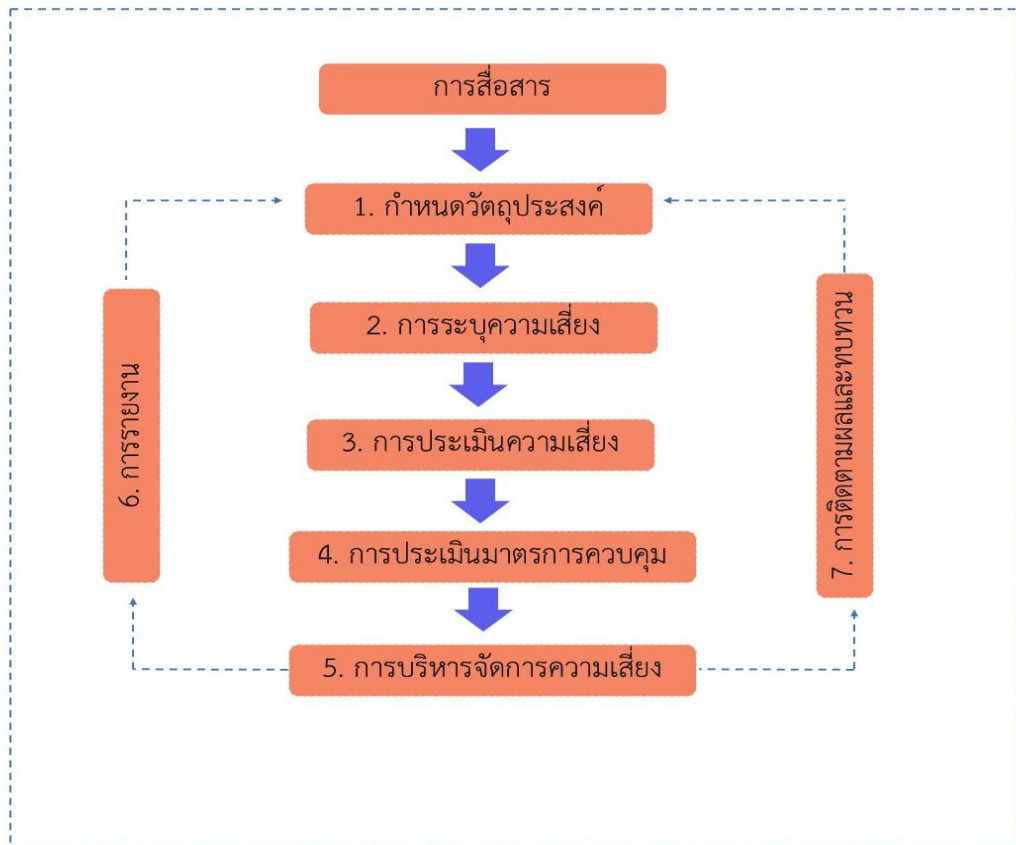 การสื่อสาร
1. กำหนดวัตถุประสงค์
2. การระบุความเสี่ยง
3. การประเมินความเสี่ยง
4. การประเมินมาตรการควบคุม
5. การบริหารจัดการความเสี่ยง
6. การรายงาน
7. การติดตามผลและทบทวน